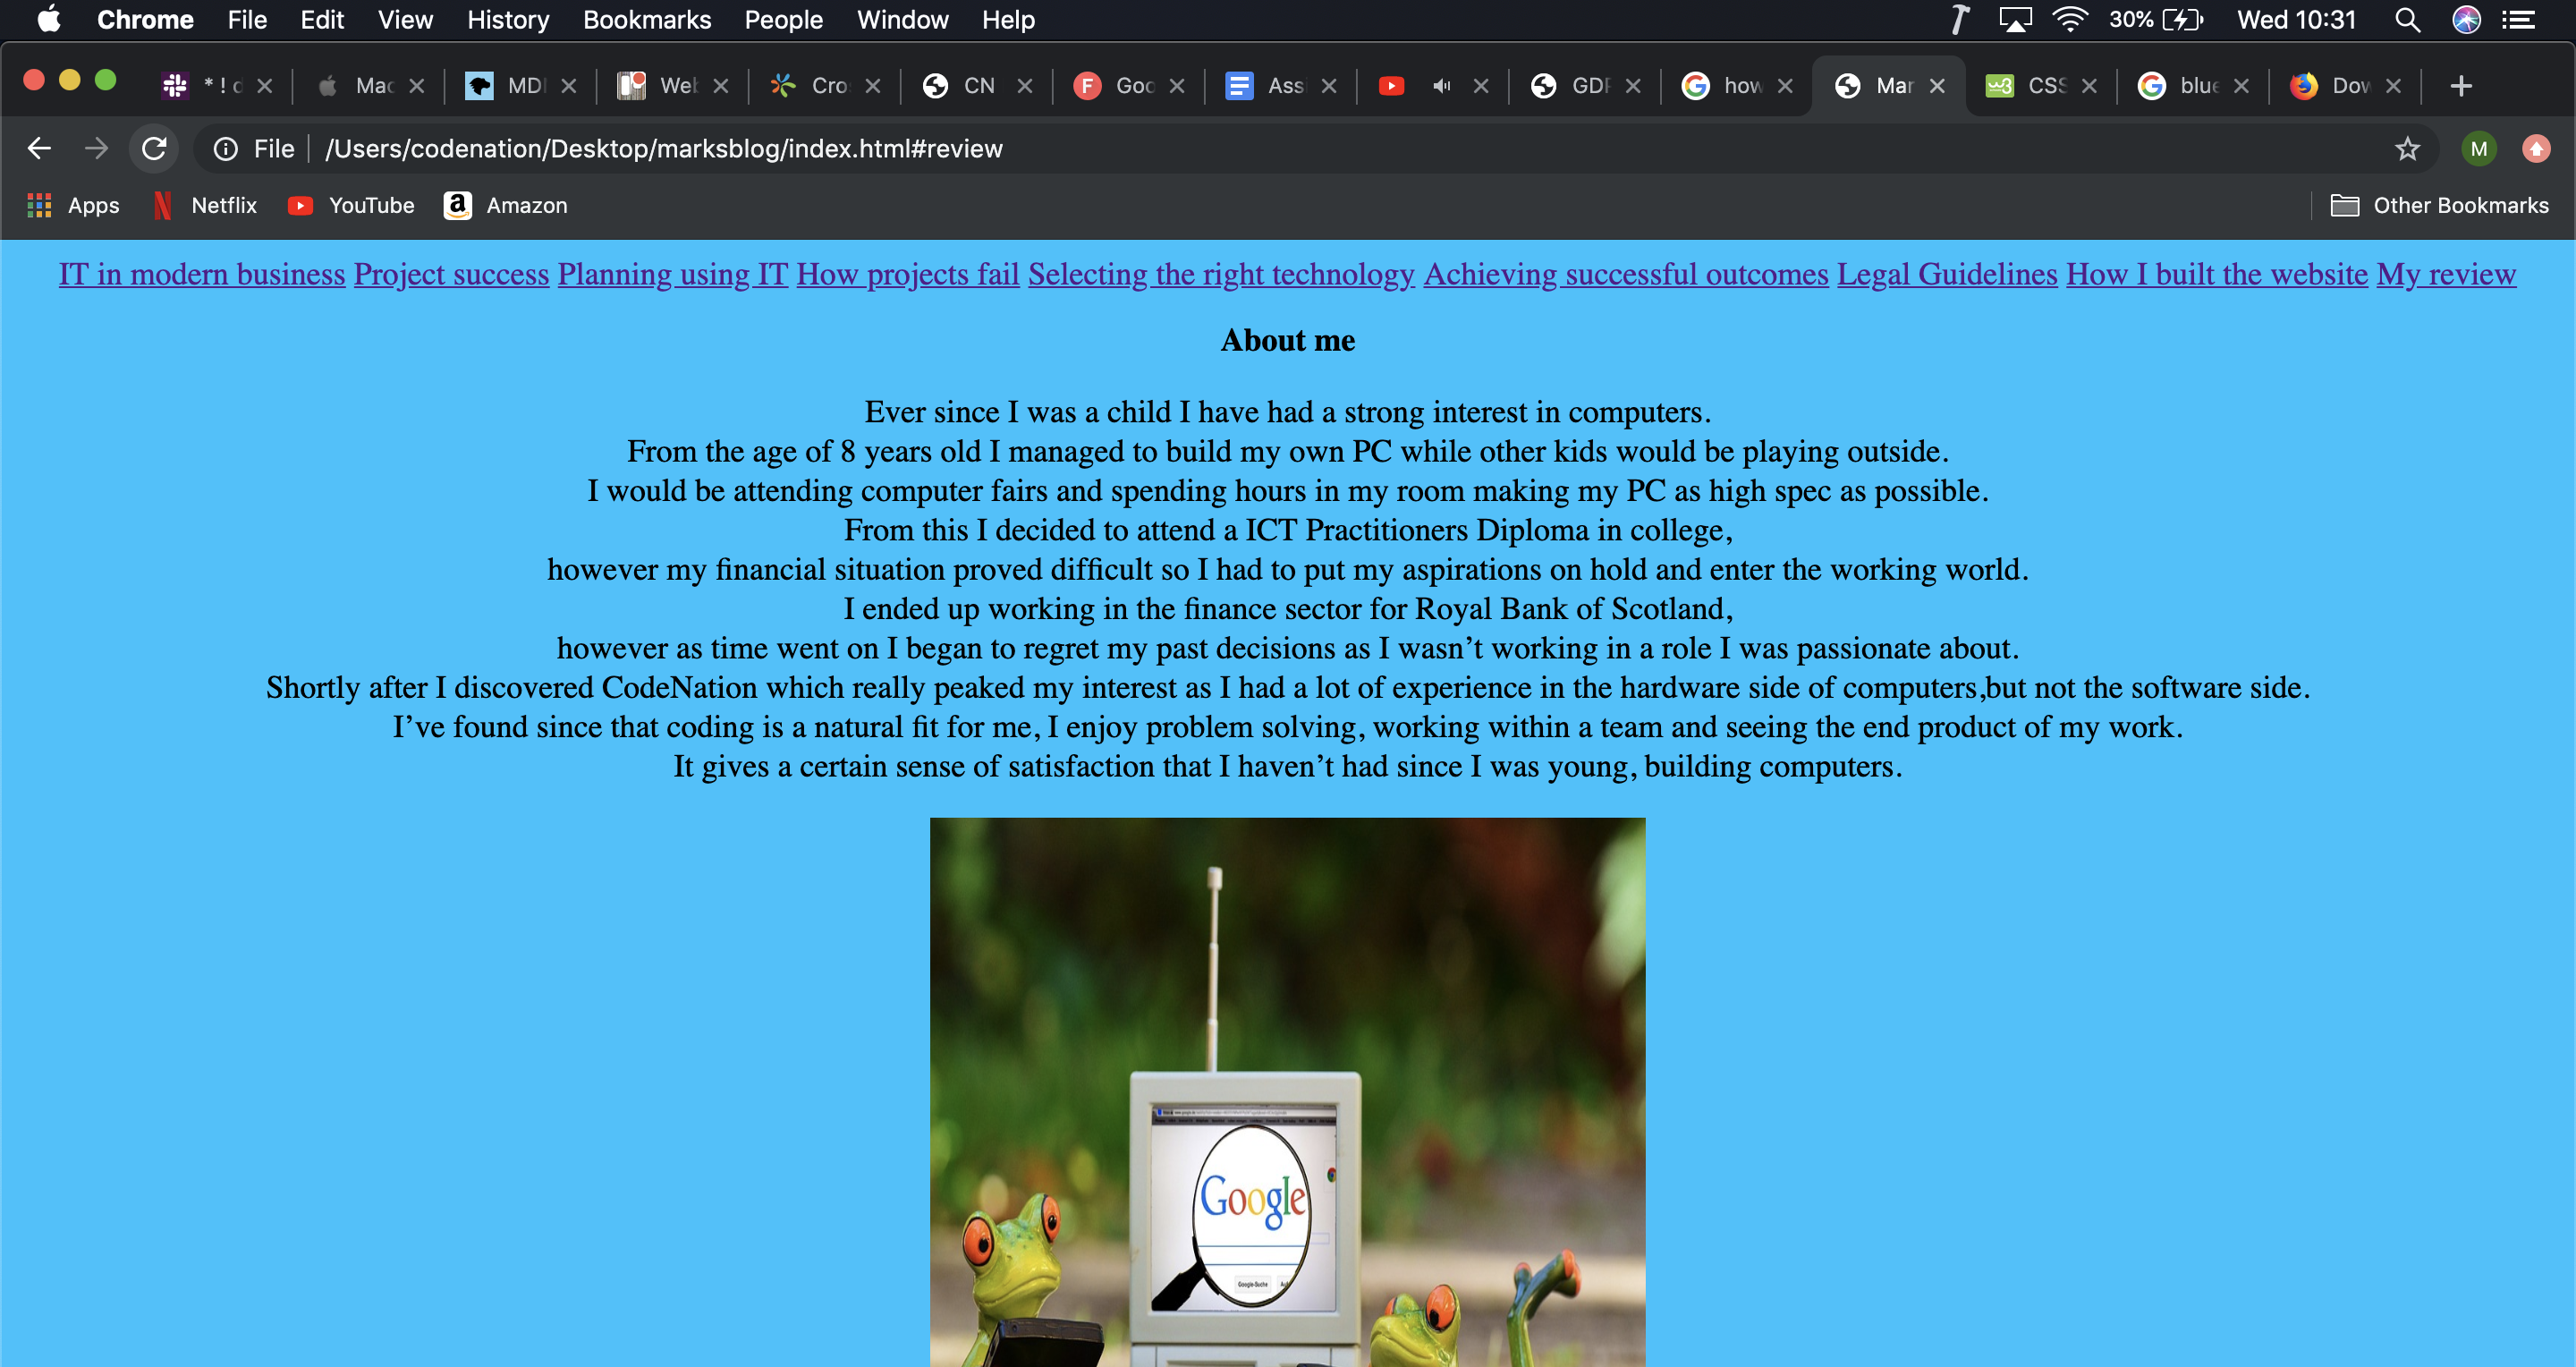 Chrome File Edit View History Bookmarks People Window Help 30% Wed 10:31
* ! Mac MD Web Cro CN Goo Ass GDP how Mar CSS blue Dow
File /Users/codenation/Desktop/marksblog/index.html#review M
Apps Netflix YouTube Amazon Other Bookmarks
IT in modern business Project success Planning using IT How projects fail Selecting the right technology Achieving successful outcomes Legal Guidelines How I built the website My review
About me
Ever since I was a child I have had a strong interest in computers.
From the age of 8 years old I managed to build my own PC while other kids would be playing outside.
I would be attending computer fairs and spending hours in my room making my PC as high spec as possible.
From this I decided to attend a ICT Practitioners Diploma in college,
however my financial situation proved difficult so I had to put my aspirations on hold and enter the working world.
I ended up working in the finance sector for Royal Bank of Scotland,
however as time went on I began to regret my past decisions as I wasn’t working in a role I was passionate about.
Shortly after I discovered CodeNation which really peaked my interest as I had a lot of experience in the hardware side of computers,but not the software side.
I’ve found since that coding is a natural fit for me, I enjoy problem solving, working within a team and seeing the end product of my work.
It gives a certain sense of satisfaction that I haven’t had since I was young, building computers.
Google
Google-Suche